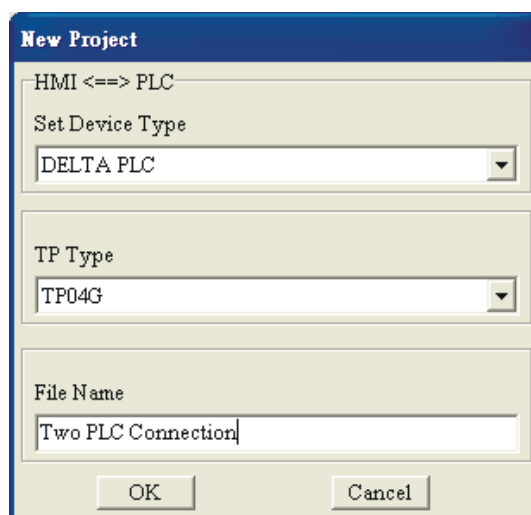 New Project
HMI <==> PLC
Set Device Type
DELTA PLC
TP Type
TP04G
File Name
Two PLC Connection
OK
Cancel